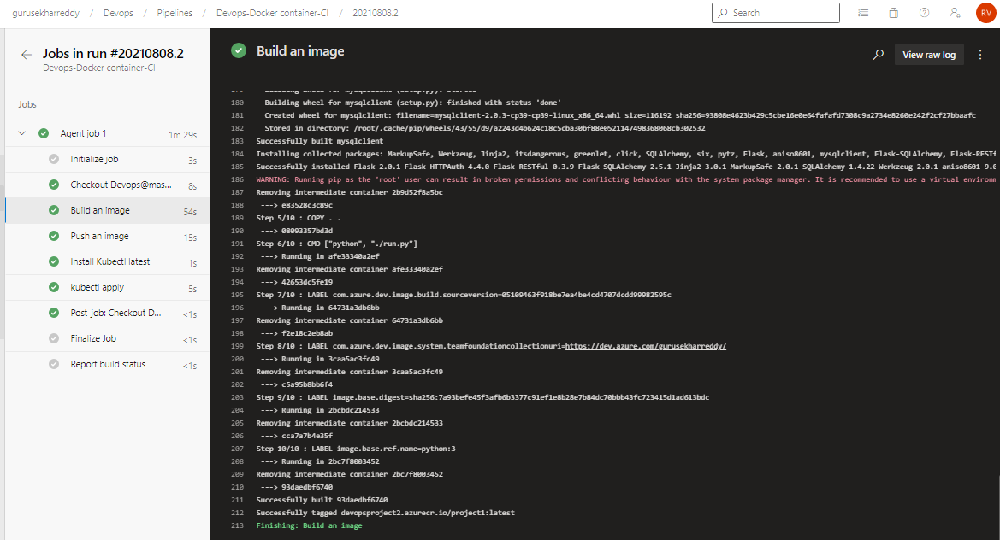 gurusekharreddy / Devops / Pipelines / Devops-Docker container-CI / 20210808.2
Search
RV
Jobs in run #20210808.2
Devops-Docker container-CI
Jobs
Agent job 1 1m 29s
Initialize job 3s
Checkout Devops@mas... 8s
Build an image 54s
Push an image 15s
Install Kubectl latest 1s
kubectl apply 5s
Post-job: Checkout D... <1s
Finalize Job <1s
Report build status <1s
Build an image
View raw log
180 Building wheel for mysqlclient (setup.py): finished with status 'done'
181 Created wheel for mysqlclient: filename=mysqlclient-2.0.3-cp39-cp39-linux_x86_64.whl size=116192 sha256=93808e4623b429c5cbe16e0e64fafafd7308c9a2734e8260e242f2cf27bbaafc
182 Stored in directory: /root/.cache/pip/wheels/43/55/d9/a2243d4b624c18c5cba30bf88e0521147498368068cb302532
183 Successfully built mysqlclient
184 Installing collected packages: MarkupSafe, Werkzeug, Jinja2, itsdangerous, greenlet, click, SQLAlchemy, six, pytz, Flask, aniso8601, mysqlclient, Flask-SQLAlchemy, Flask-RESTf
185 Successfully installed Flask-2.0.1 Flask-HTTPAuth-4.4.0 Flask-RESTful-0.3.9 Flask-SQLAlchemy-2.5.1 Jinja2-3.0.1 MarkupSafe-2.0.1 SQLAlchemy-1.4.22 Werkzeug-2.0.1 aniso8601-9.0
186 WARNING: Running pip as the 'root' user can result in broken permissions and conflicting behaviour with the system package manager. It is recommended to use a virtual environm
187 Removing intermediate container 2b9d52f8a5bc
188 ---> e83528c3c89c
189 Step 5/10 : COPY . .
190 ---> 08093357bd3d
191 Step 6/10 : CMD ["python", "./run.py"]
192 ---> Running in afe33340a2ef
193 Removing intermediate container afe33340a2ef
194 ---> 42653dc5fe19
195 Step 7/10 : LABEL com.azure.dev.image.build.sourceversion=05109463f918be7ea4be4cd4707dcdd99982595c
196 ---> Running in 64731a3db6bb
197 Removing intermediate container 64731a3db6bb
198 ---> f2e18c2eb8ab
199 Step 8/10 : LABEL com.azure.dev.image.system.teamfoundationcollectionuri=https://dev.azure.com/gurusekharreddy/
200 ---> Running in 3caa5ac3fc49
201 Removing intermediate container 3caa5ac3fc49
202 ---> c5a95b8bb6f4
203 Step 9/10 : LABEL image.base.digest=sha256:7a93befe45f3afb6b3377c91ef1e8b28e7b84dc70bbb43fc723415d1ad613bdc
204 ---> Running in 2bcbdc214533
205 Removing intermediate container 2bcbdc214533
206 ---> cca7a7b4e35f
207 Step 10/10 : LABEL image.base.ref.name=python:3
208 ---> Running in 2bc7f8003452
209 Removing intermediate container 2bc7f8003452
210 ---> 93daedbf6740
211 Successfully built 93daedbf6740
212 Successfully tagged devopsproject2.azurecr.io/project1:latest
213 Finishing: Build an image